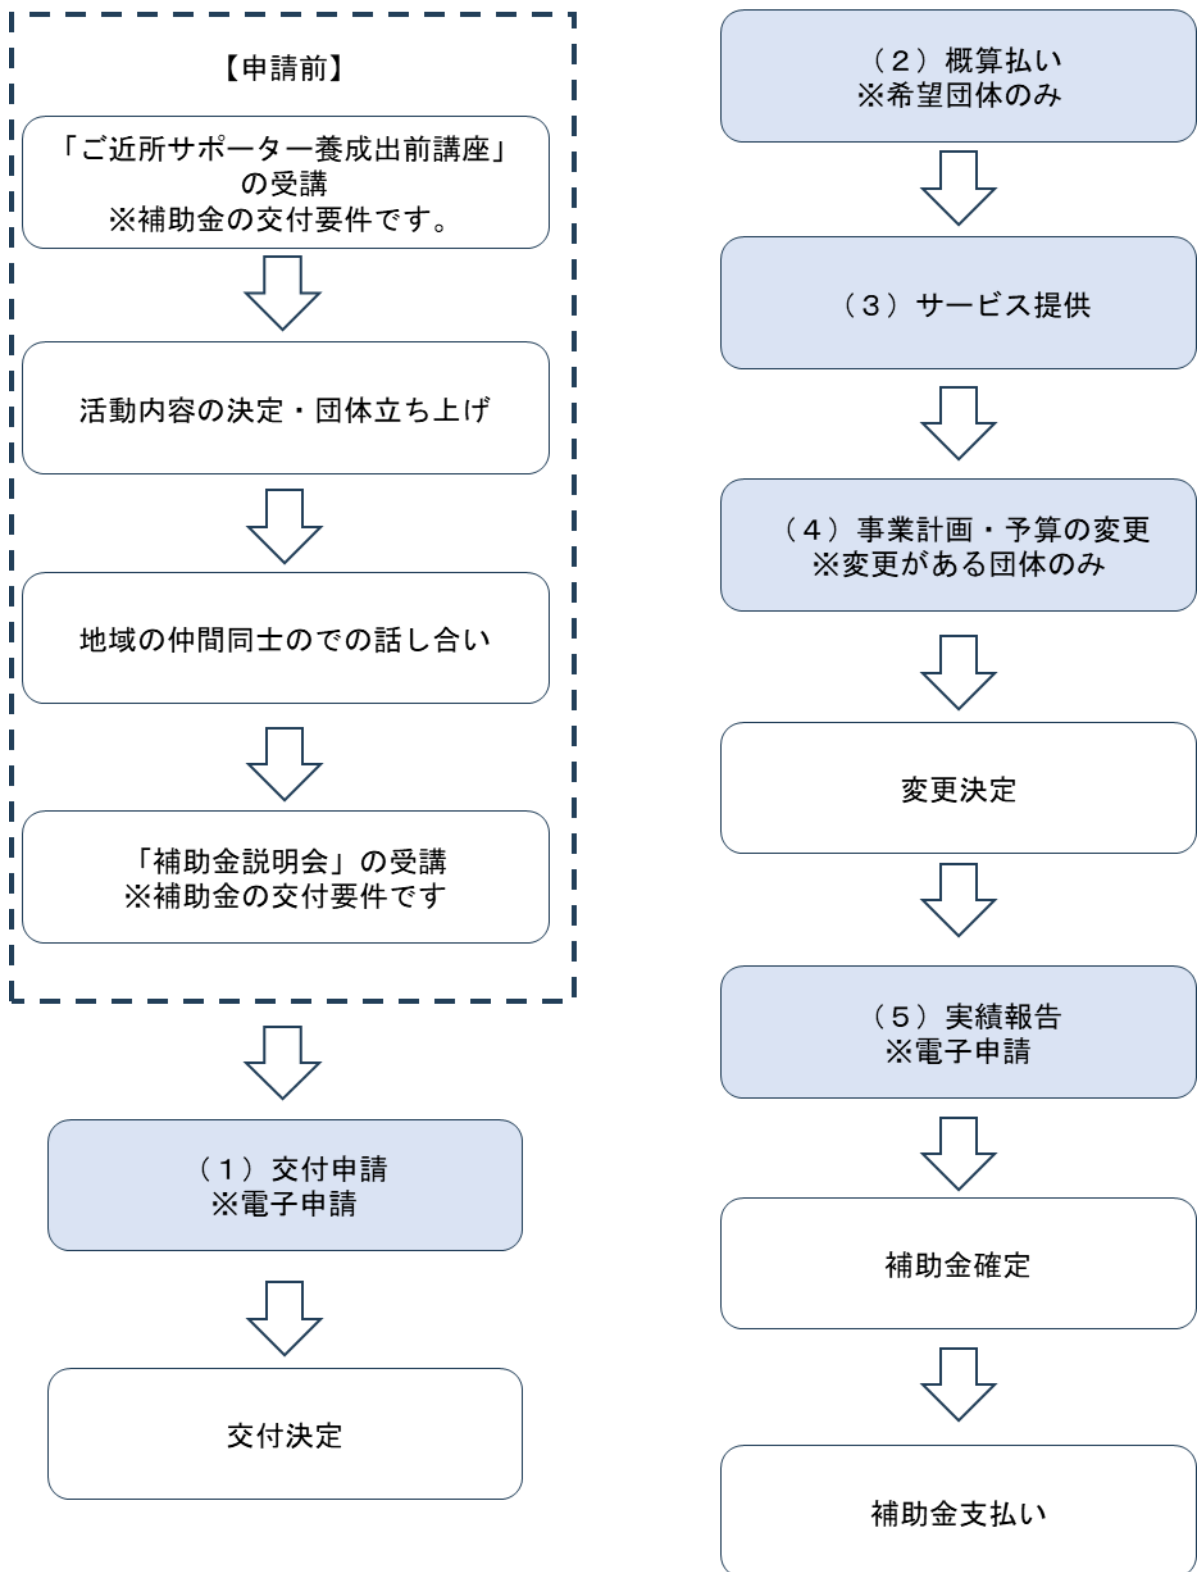 【申請前】
「ご近所サポーター養成出前講座」
の受講
※補助金の交付要件です。
活動内容の決定・団体立ち上げ
地域の仲間同士のでの話し合い
「補助金説明会」の受講
※補助金の交付要件です
（１）交付申請
※電子申請
交付決定
（２）概算払い
※希望団体のみ
（３）サービス提供
（４）事業計画・予算の変更
※変更がある団体のみ
変更決定
（５）実績報告
※電子申請
補助金確定
補助金支払い